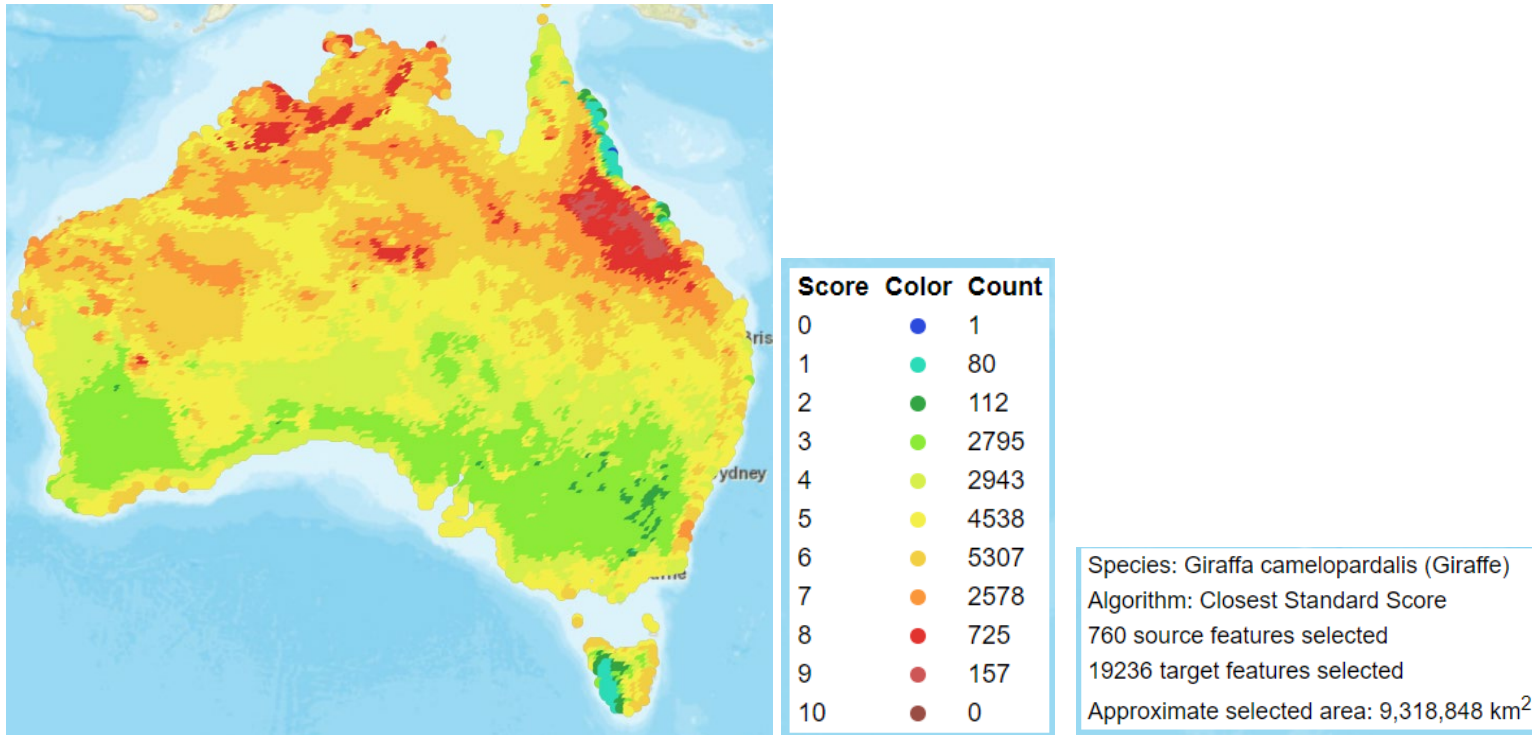 Bris
ydney
Score Color Count
0 1
1 80
2 112
3 2795
4 2943
5 4538
6 5307
7 2578
8 725
9 157
10 0
Species: Giraffa camelopardalis (Giraffe)
Algorithm: Closest Standard Score
760 source features selected
19236 target features selected
Approximate selected area: 9,318,848 km²